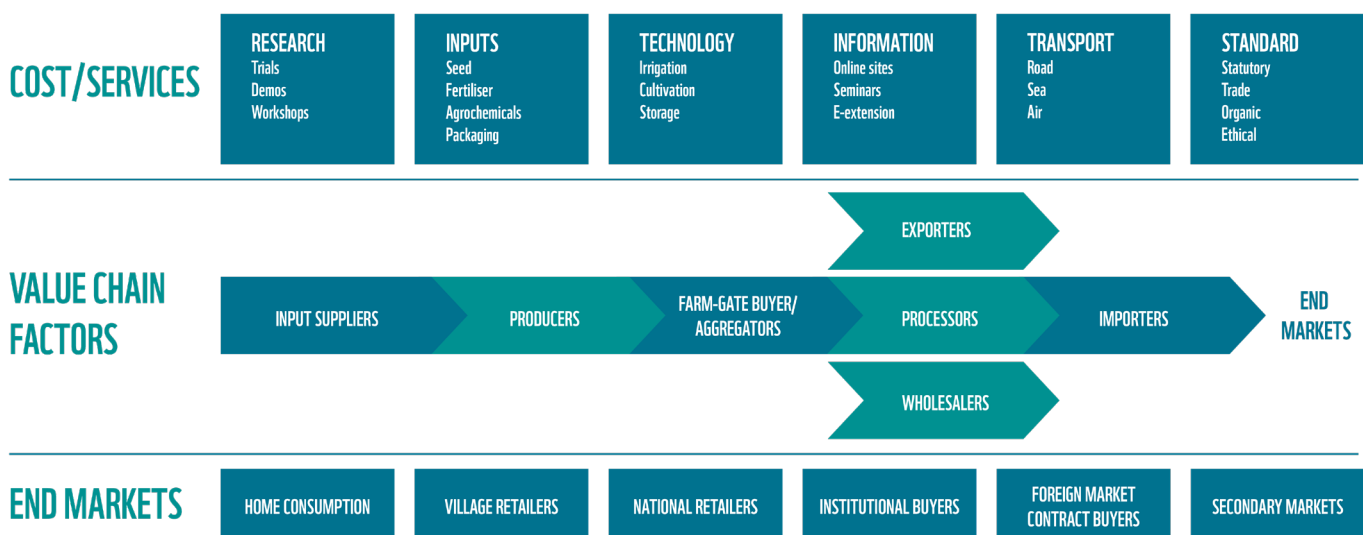 COST/SERVICES
RESEARCH
Trials
Demos
Workshops
INPUTS
Seed
Fertiliser
Agrochemicals
Packaging
TECHNOLOGY
Irrigation
Cultivation
Storage
INFORMATION
Online sites
Seminars
E-extension
TRANSPORT
Road
Sea
Air
STANDARD
Statutory
Trade
Organic
Ethical
VALUE CHAIN
FACTORS
INPUT SUPPLIERS
PRODUCERS
FARM-GATE BUYER/
AGGREGATORS
EXPORTERS
PROCESSORS
WHOLESALERS
IMPORTERS
END
MARKETS
END MARKETS
HOME CONSUMPTION
VILLAGE RETAILERS
NATIONAL RETAILERS
INSTITUTIONAL BUYERS
FOREIGN MARKET
CONTRACT BUYERS
SECONDARY MARKETS